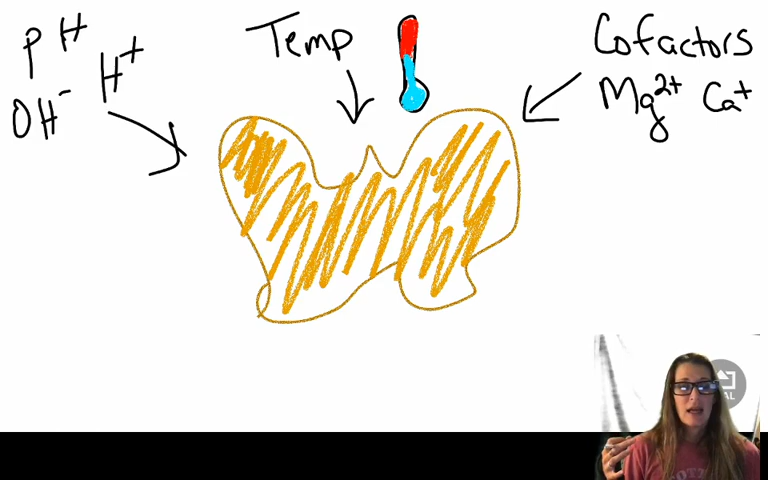 pH H+
OH-
Temp
Cofactors
Mg2+ Ca+